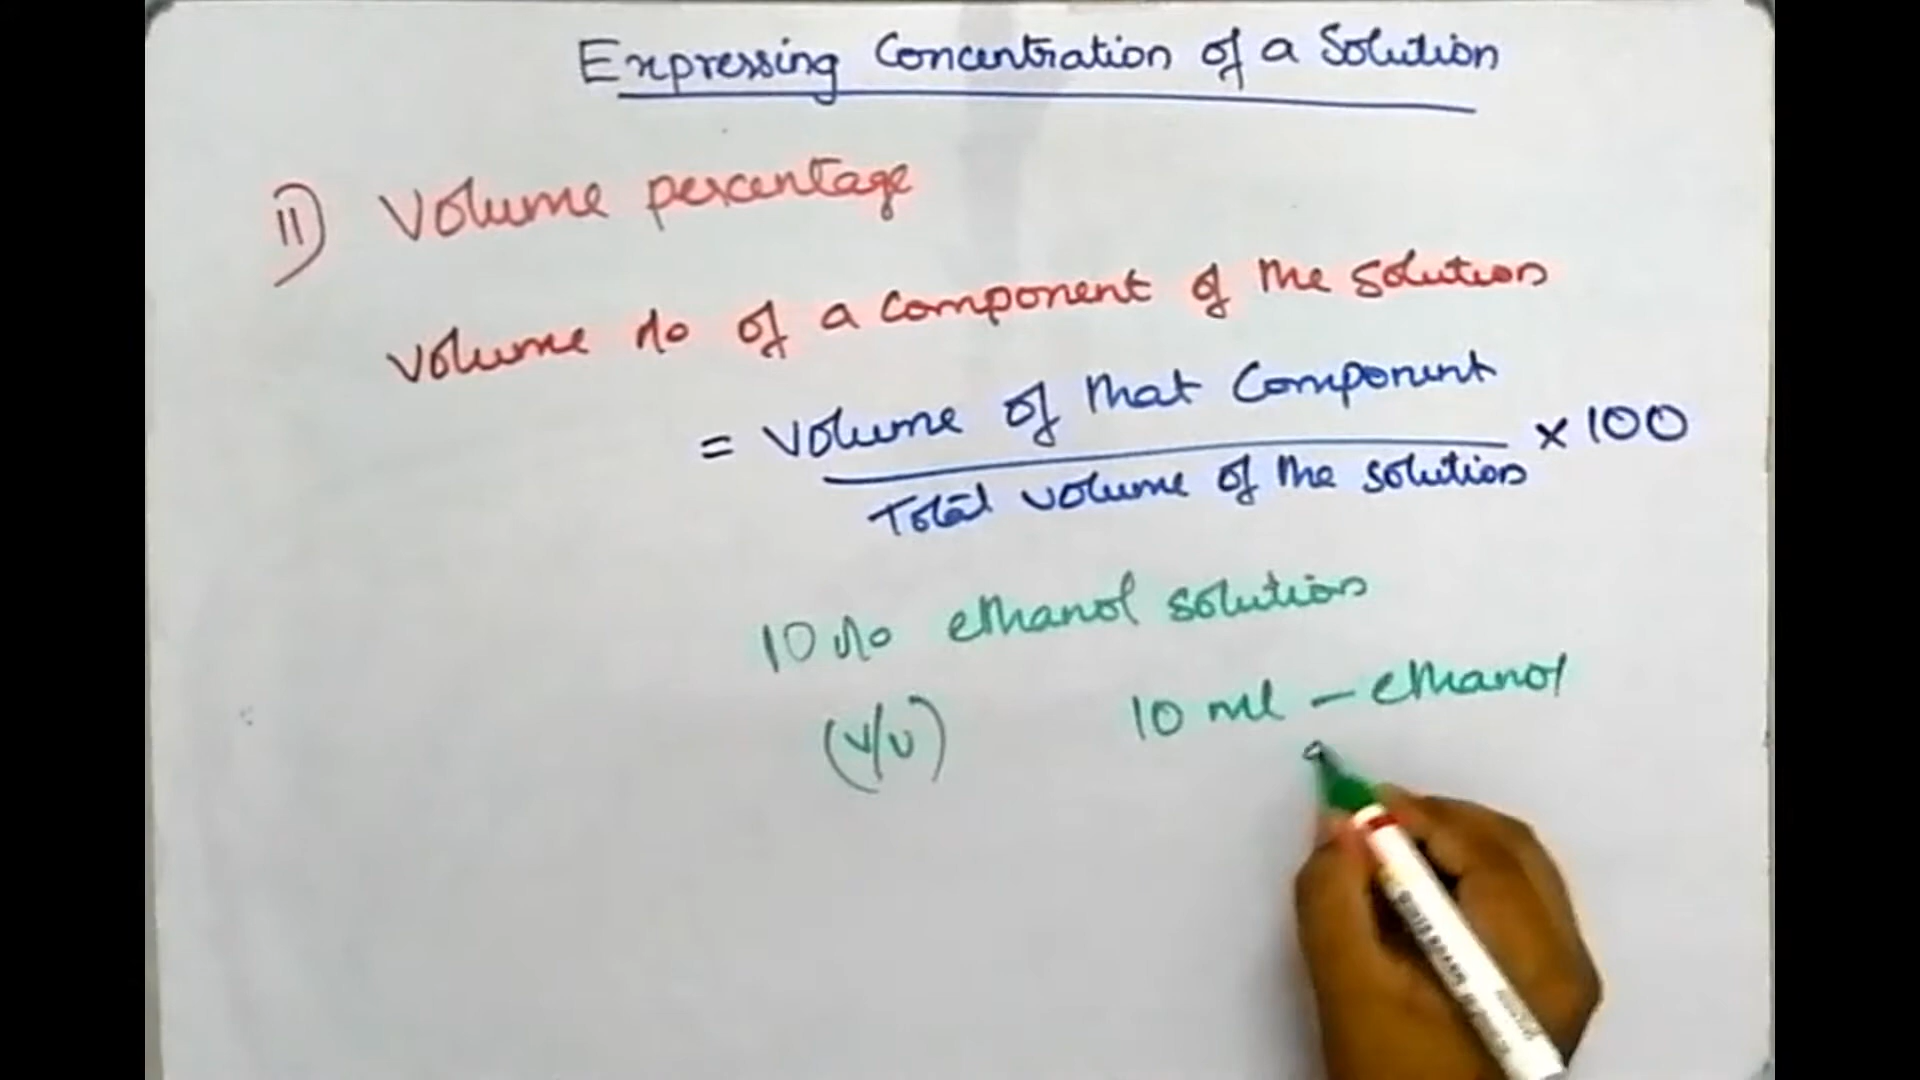 Expressing Concentration of a Solution
ii) Volume percentage
Volume % of a component of the solution
= Volume of that Component
Total volume of the solution
× 100
10 % ethanol solution
(v/v)
10 ml – ethanol